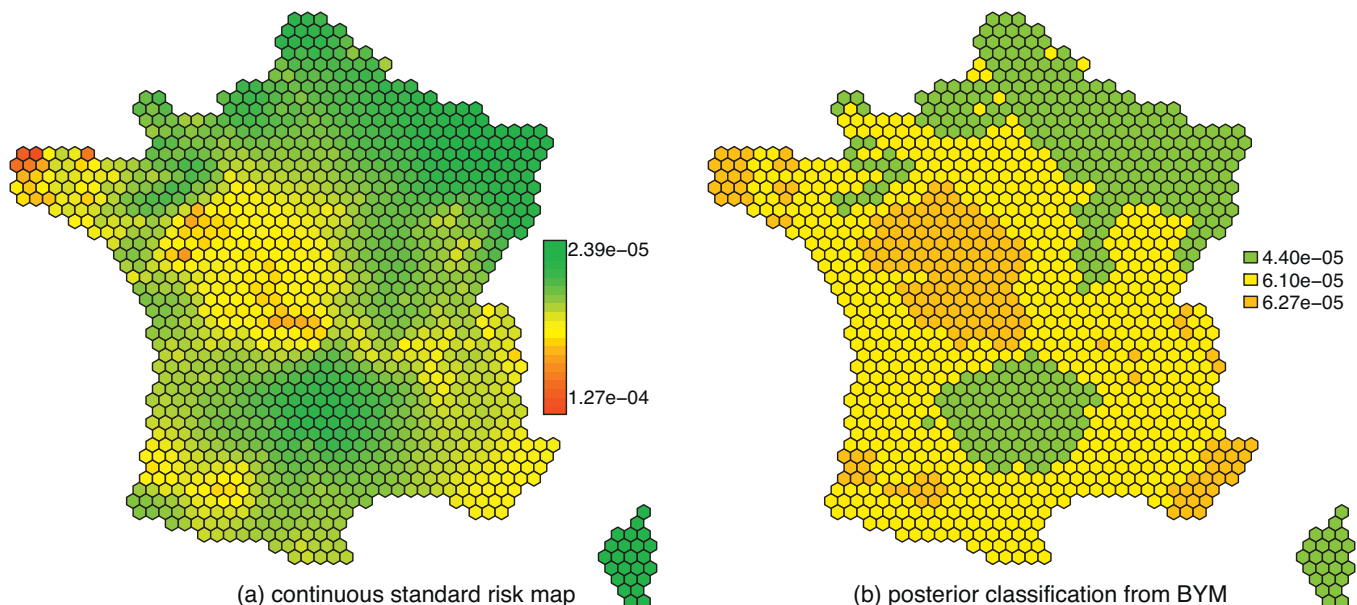 2.39e−05
1.27e−04
4.40e−05
6.10e−05
6.27e−05
(a) continuous standard risk map
(b) posterior classification from BYM